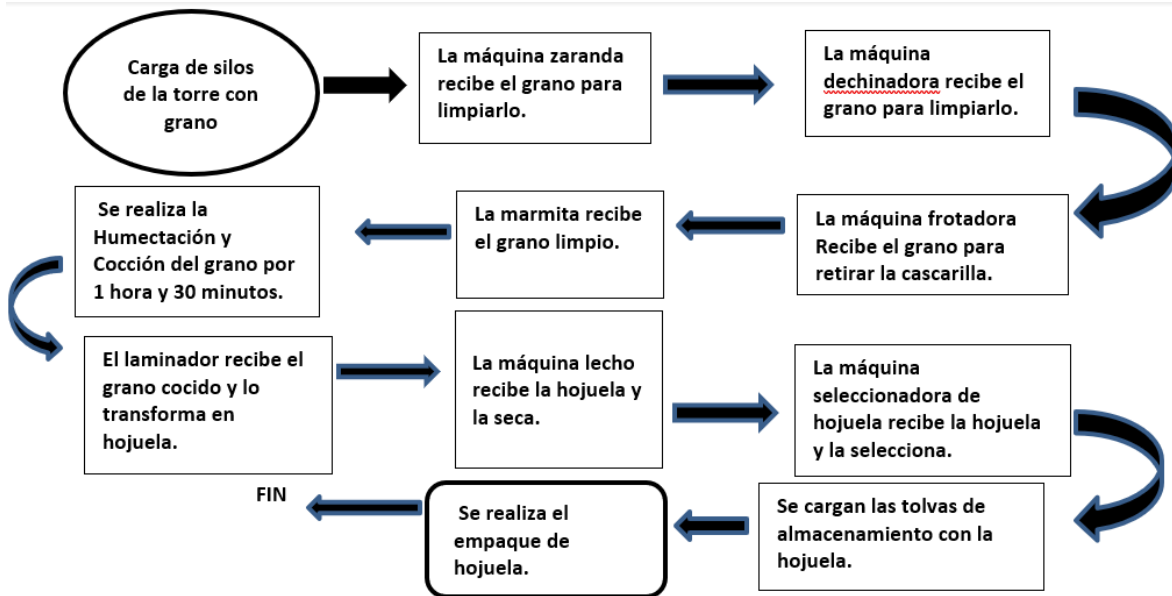 Carga de silos
de la torre con
grano
La máquina zaranda
recibe el grano para
limpiarlo.
La máquina
dechinadora recibe el
grano para limpiarlo.
La máquina frotadora
Recibe el grano para
retirar la cascarilla.
La marmita recibe
el grano limpio.
Se realiza la
Humectación y
Cocción del grano por
1 hora y 30 minutos.
El laminador recibe el
grano cocido y lo
transforma en
hojuela.
La máquina lecho
recibe la hojuela y
la seca.
La máquina
seleccionadora de
hojuela recibe la hojuela
y la selecciona.
Se cargan las tolvas de
almacenamiento con la
hojuela.
Se realiza el
empaque de
hojuela.
FIN